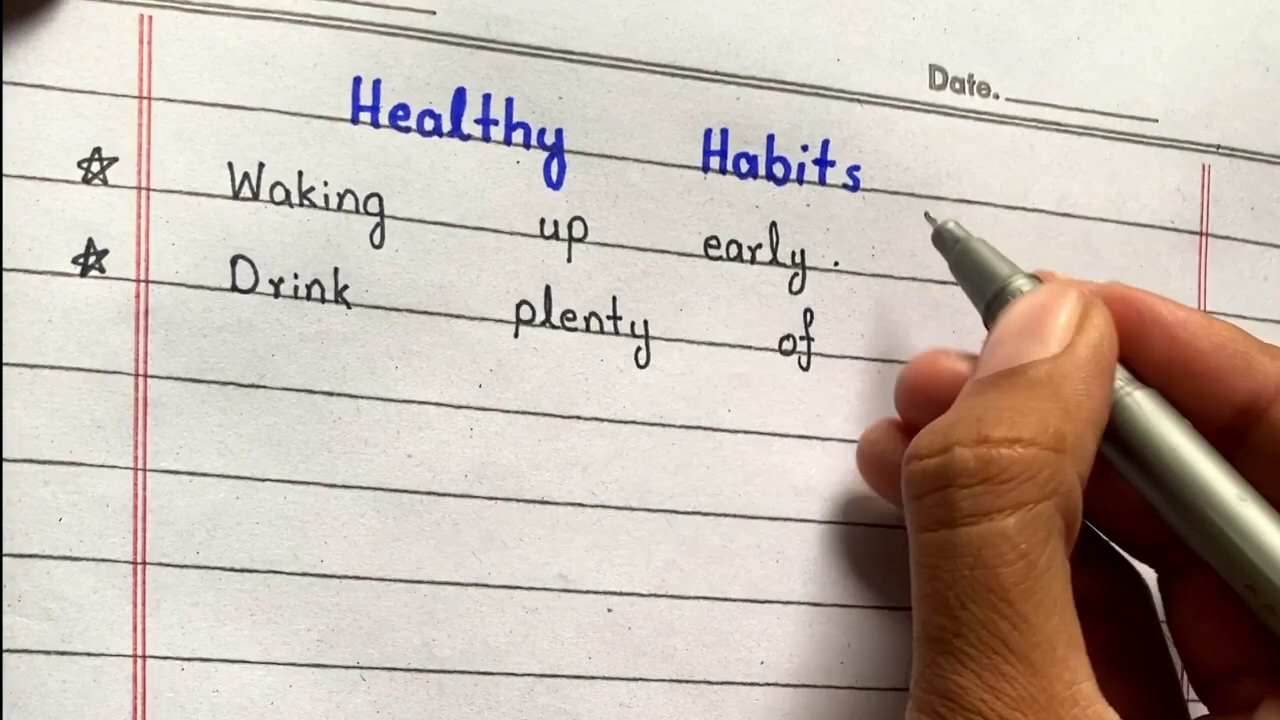 Date.
Healthy Habits
☆ Waking up early.
☆ Drink plenty of